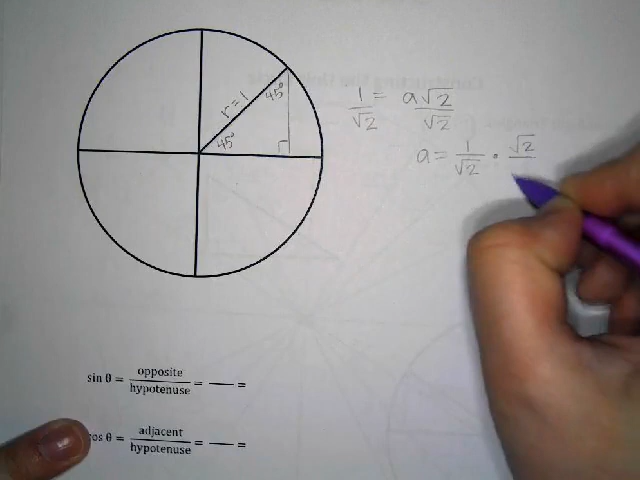 r = 1
45°
45°
1/√2 = a√2/√2
a = 1/√2 · √2
sin θ = opposite/hypotenuse = — =
cos θ = adjacent/hypotenuse = — =